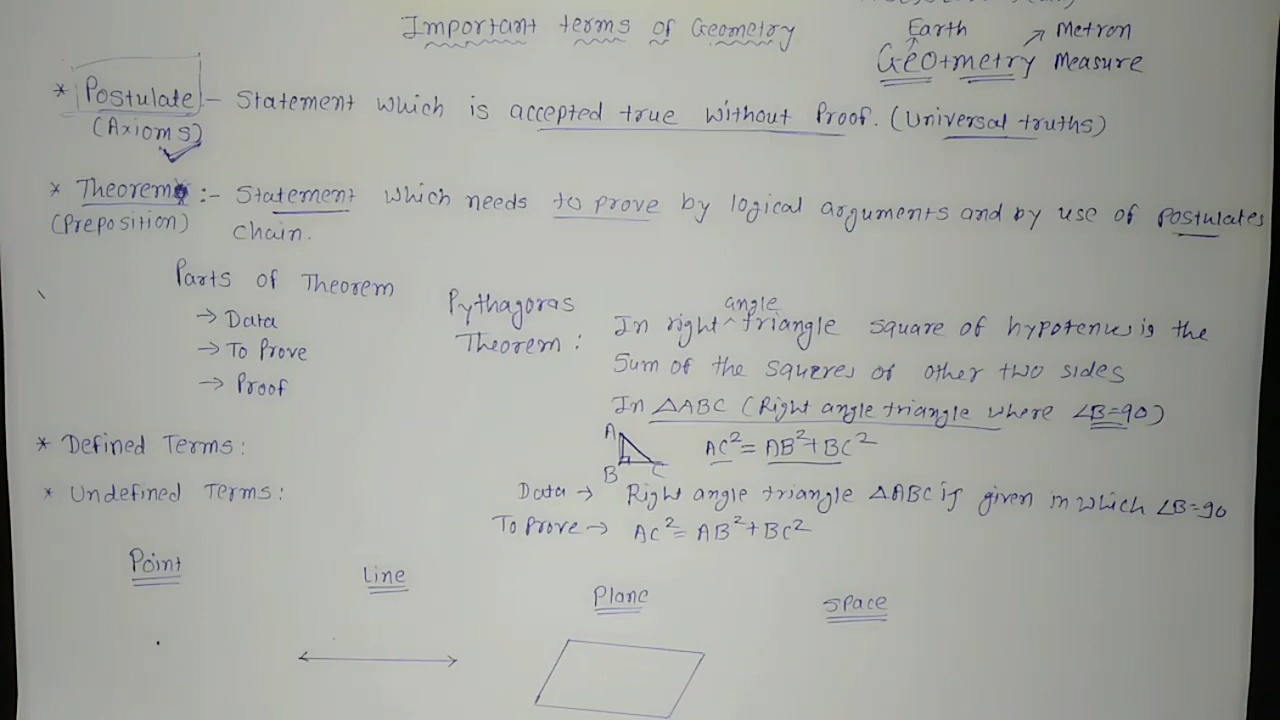 Important terms of Geometry
Earth
Metron
Geo+metry Measure
* Postulate :- Statement which is accepted true without Proof. (Universal truths)
(Axioms)
* Theorem :- Statement which needs to prove by logical arguments and by use of postulates
(Preposition) chain.
Parts of Theorem
→ Data
→ To Prove
→ Proof
Pythagoras
Theorem :
angle
In right ^ triangle square of hypotenus is the
Sum of the squeres of other two sides
In △ABC (Right angle triangle where ∠B=90)
A
B C
AC²= AB²+BC²
* Defined Terms :
* Undefined Terms :
Data → Right angle triangle △ABC is given in which ∠B=90
To Prove → AC²= AB²+BC²
Point
Line
Plane
Space